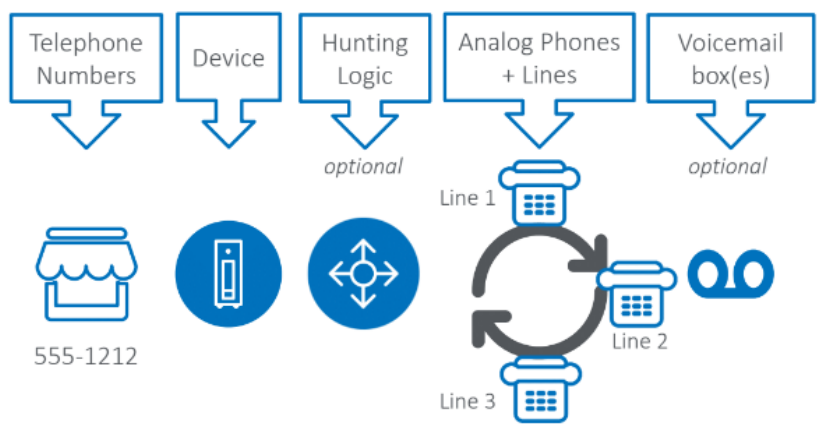 Telephone
Numbers
Device
Hunting
Logic
Analog Phones
+ Lines
Voicemail
box(es)
optional
optional
Line 1
Line 2
555-1212
Line 3